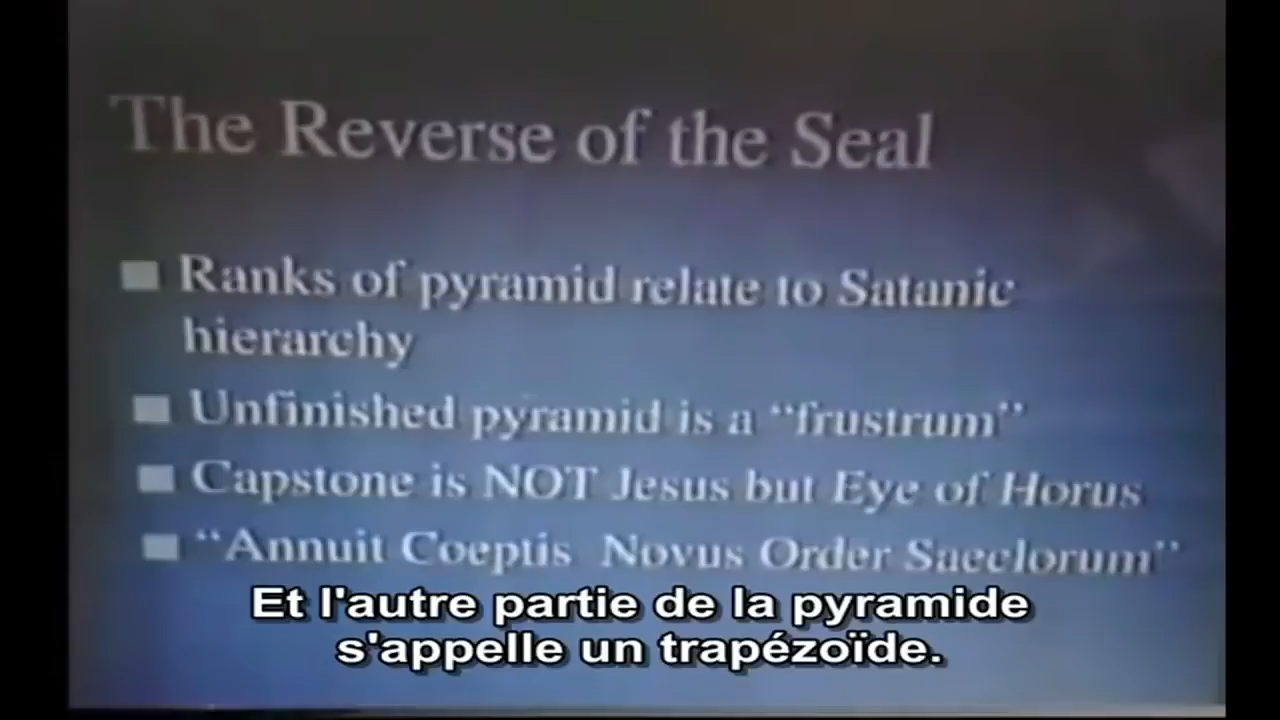 The Reverse of the Seal
Ranks of pyramid relate to Satanic
hierarchy
Unfinished pyramid is a “frustrum”
Capstone is NOT Jesus but Eye of Horus
“Annuit Coeptis Novus Order Saeclorum”
Et l'autre partie de la pyramide
s'appelle un trapézoïde.